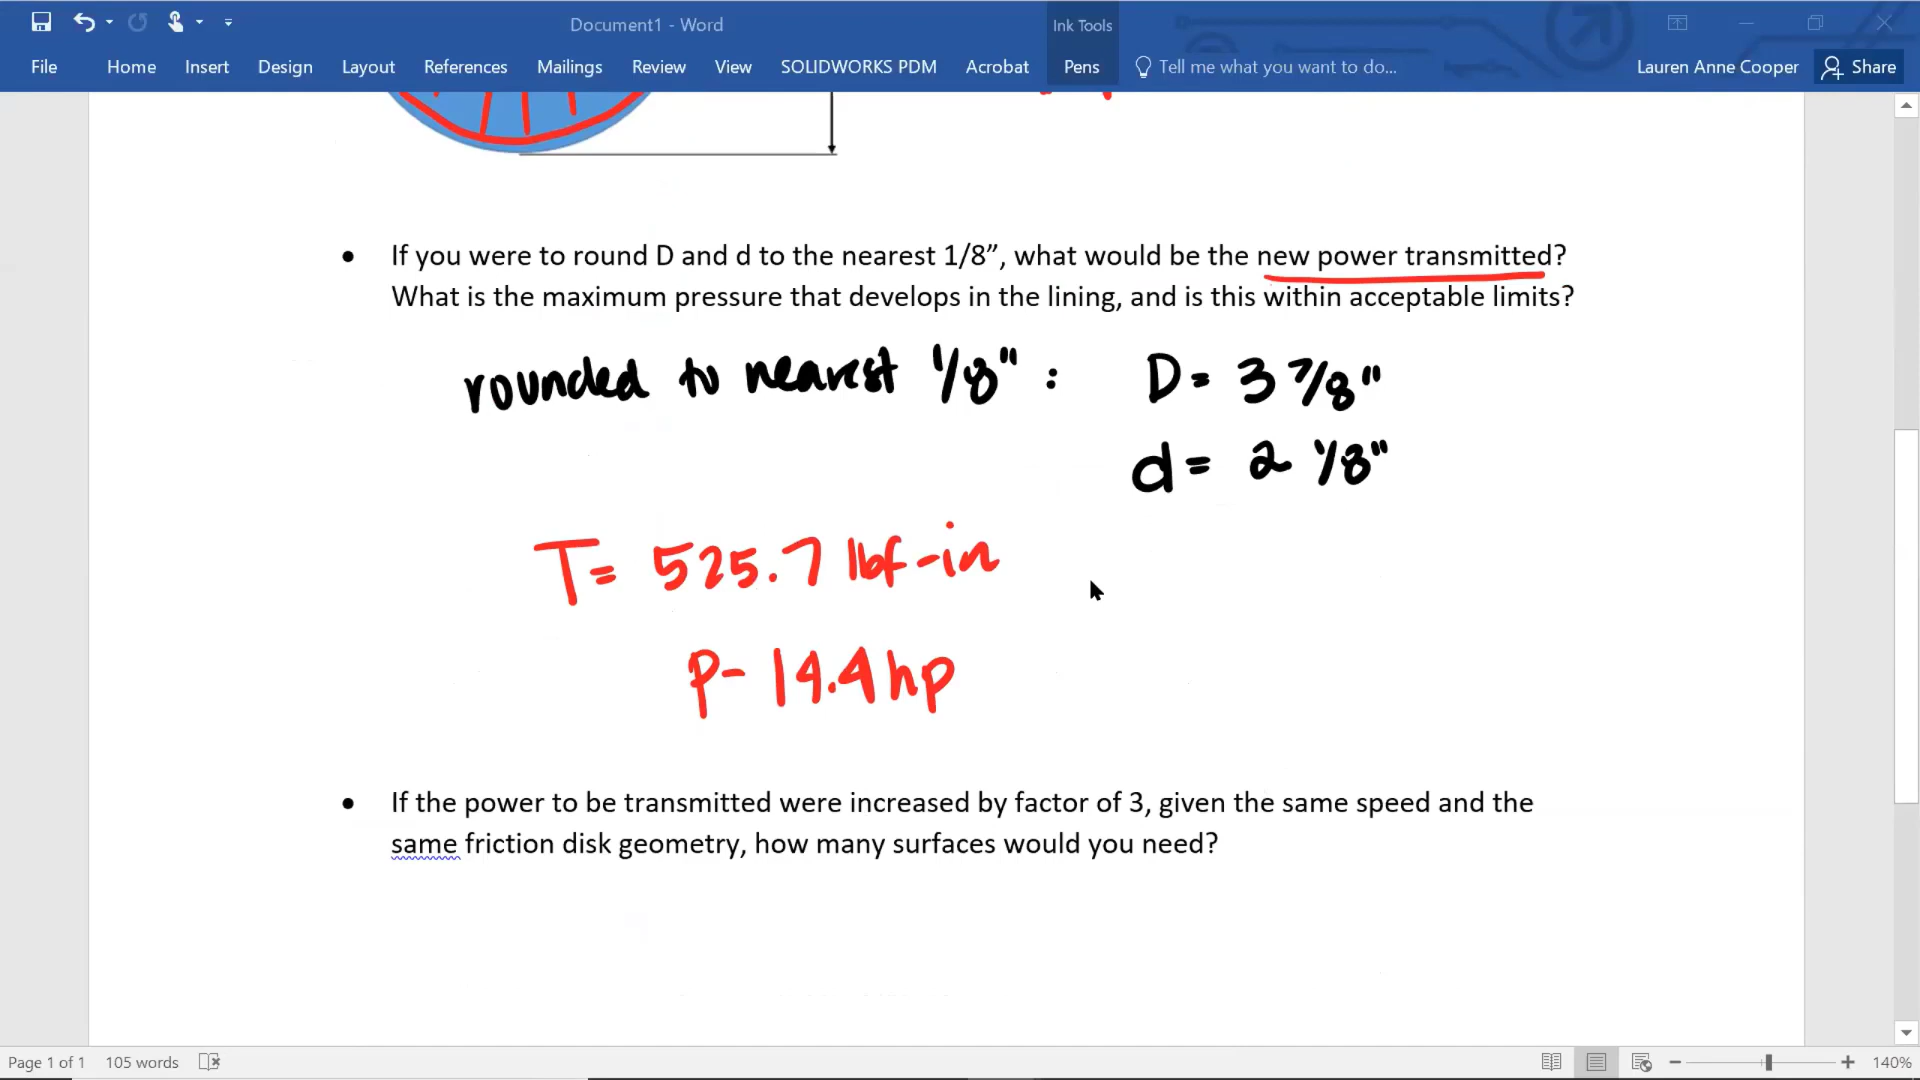 Document1 - Word
Ink Tools
File Home Insert Design Layout References Mailings Review View SOLIDWORKS PDM Acrobat Pens Tell me what you want to do... Lauren Anne Cooper Share
• If you were to round D and d to the nearest 1/8”, what would be the new power transmitted?
What is the maximum pressure that develops in the lining, and is this within acceptable limits?
rounded to nearest 1/8" : D = 3 7/8"
d = 2 1/8"
T = 525.7 lbf-in
P- 14.4 hp
• If the power to be transmitted were increased by factor of 3, given the same speed and the
same friction disk geometry, how many surfaces would you need?
Page 1 of 1 105 words 140%